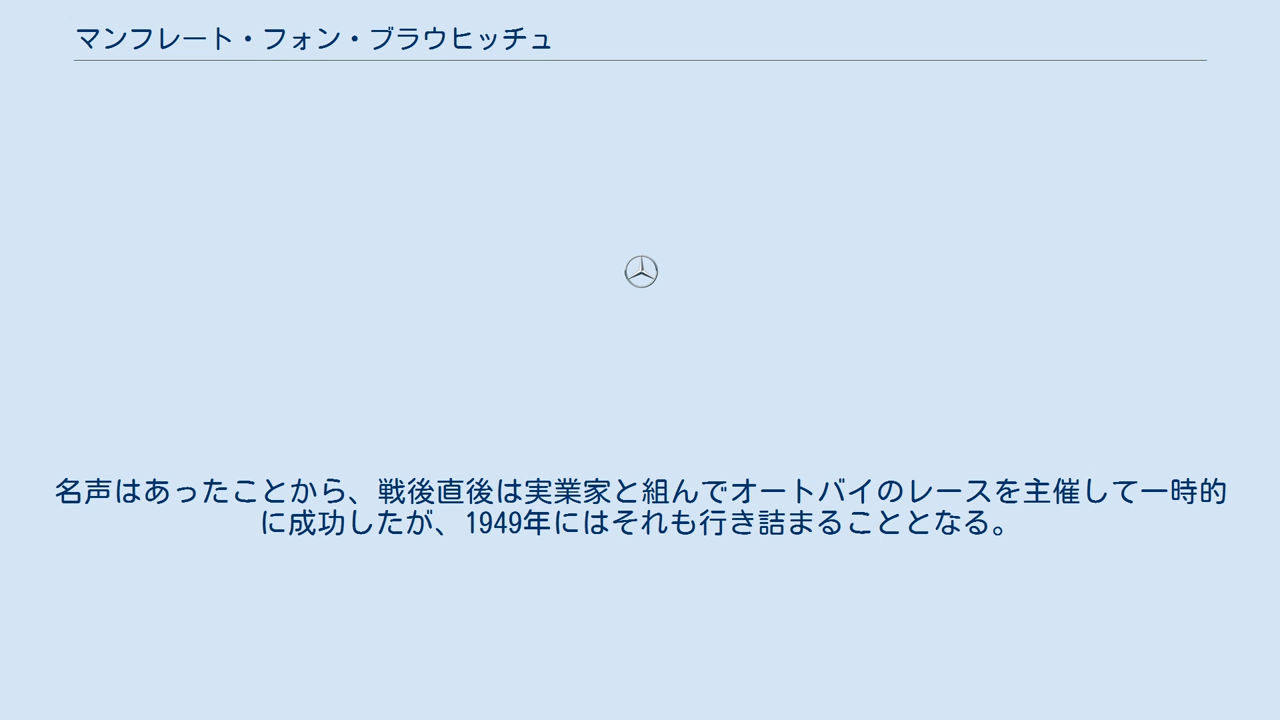 マンフレート・フォン・ブラウヒッチュ
名声はあったことから、戦後直後は実業家と組んでオートバイのレースを主催して一時的
に成功したが、1949年にはそれも行き詰まることとなる。